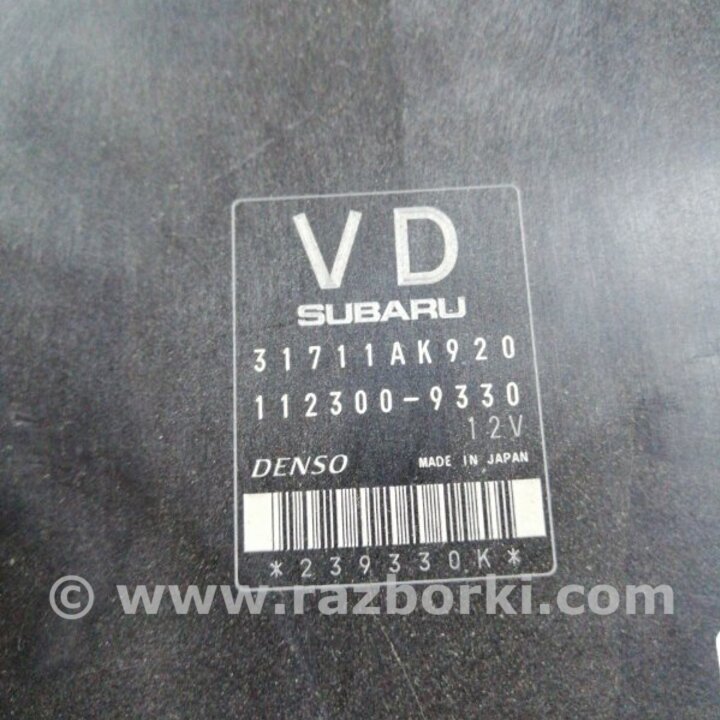 VD
SUBARU
31711AK920
112300-9330
12V
DENSO MADE IN JAPAN
*239330K*
© www.razborki.com